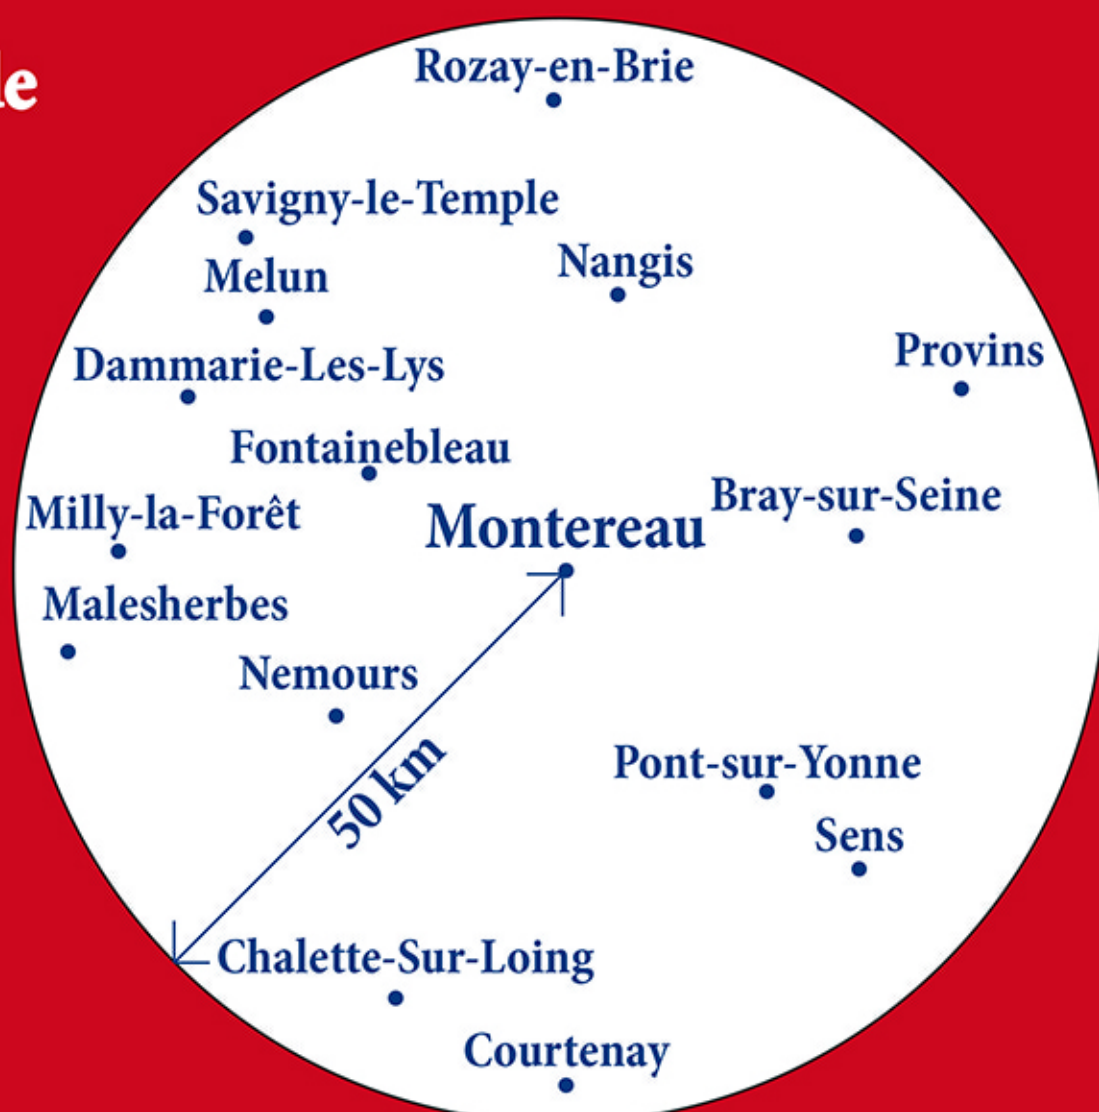 Rozay-en-Brie
Savigny-le-Temple
Nangis
Melun
Provins
Dammarie-Les-Lys
Fontainebleau
Bray-sur-Seine
Milly-la-Forêt
Montereau
Malesherbes
Nemours
50 km
Pont-sur-Yonne
Sens
Chalette-Sur-Loing
Courtenay